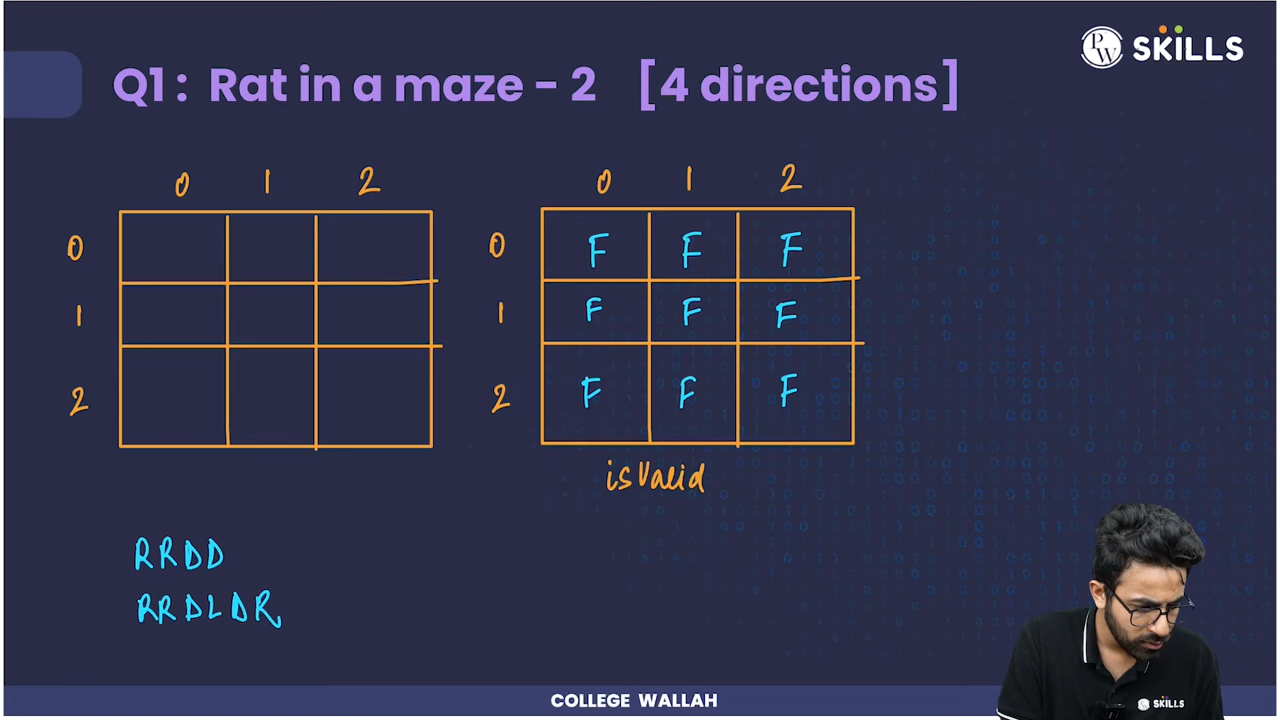 PW SKILLS
Q1 : Rat in a maze - 2 [4 directions]
0 1 2 0 1 2
0 0 F F F
1 1 F F F
2 2 F F F
isValid
RRDD
RRDLDR
SKILLS
COLLEGE WALLAH